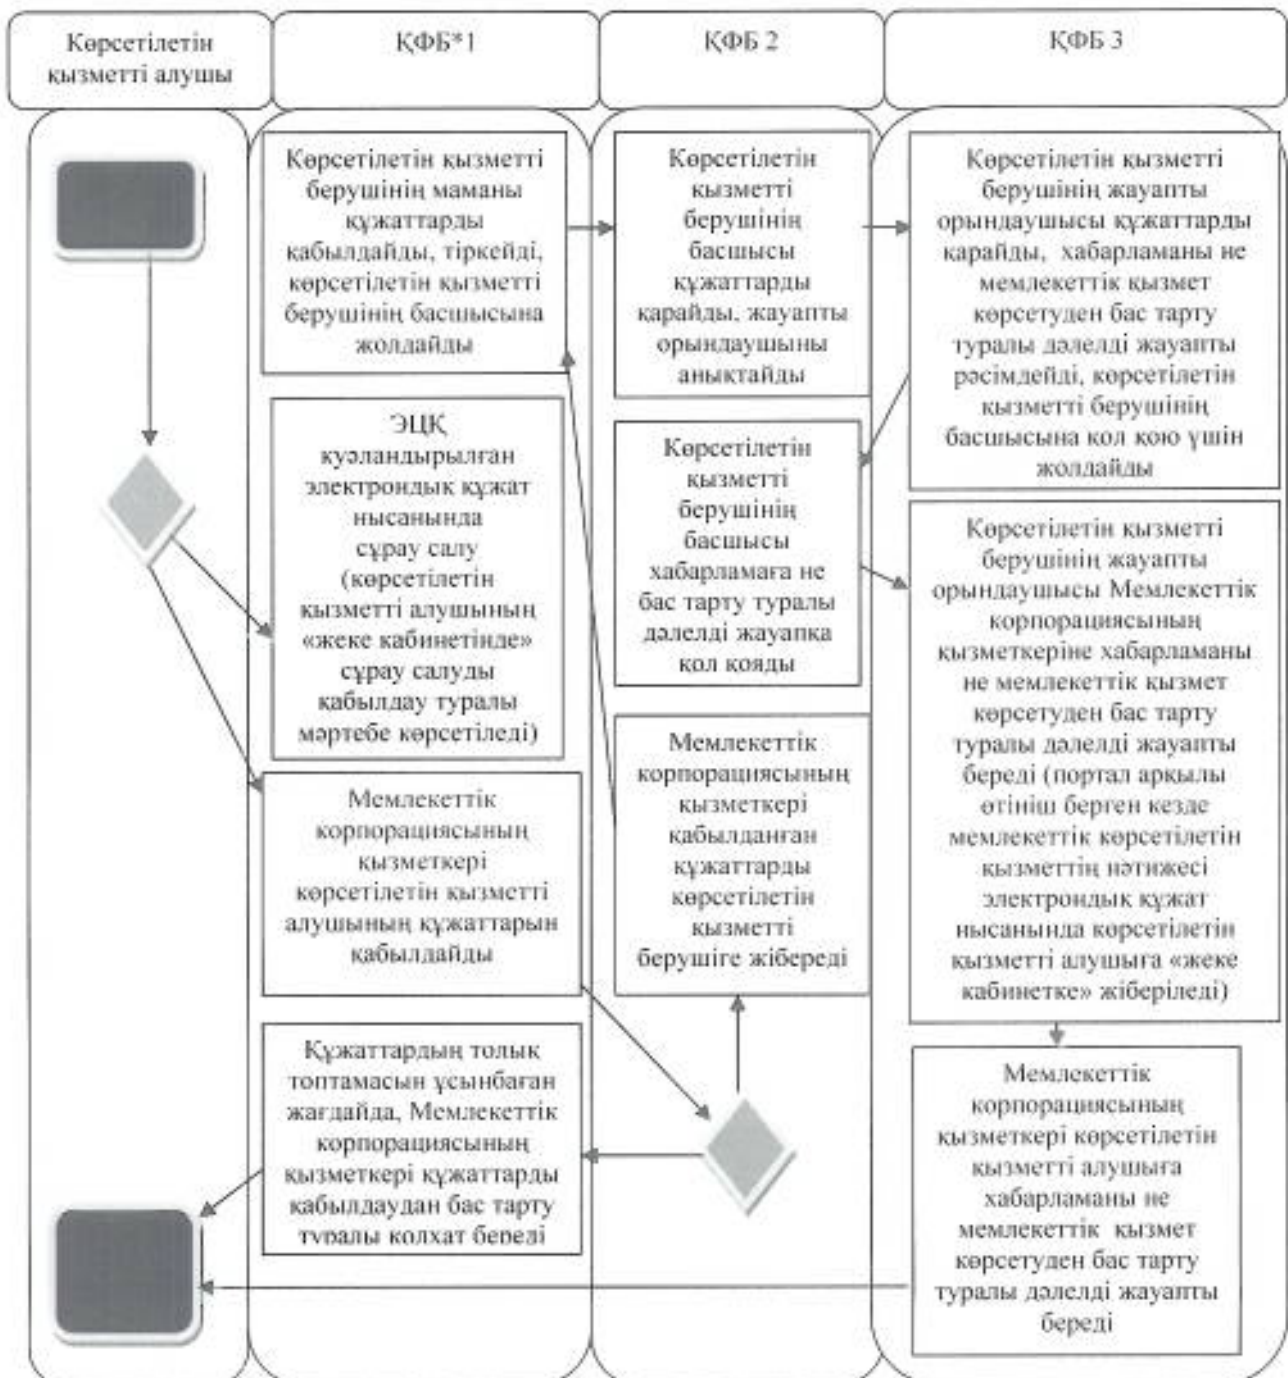 Көрсетілетін
қызметті алушы
ҚФБ*1
ҚФБ 2
ҚФБ 3
Көрсетілетін қызметті
берушінің маманы
құжаттарды
қабылдайды, тіркейді,
көрсетілетін қызметті
берушінің басшысына
жолдайды
ЭЦҚ
куәландырылған
электрондық құжат
нысанында
сұрау салу
(көрсетілетін
қызметті алушының
«жеке кабинетінде»
сұрау салуды
қабылдау туралы
мәртебе көрсетіледі)
Мемлекеттік
корпорациясының
қызметкері
көрсетілетін қызметті
алушының құжаттарын
қабылдайды
Құжаттардың толық
топтамасын ұсынбаған
жағдайда, Мемлекеттік
корпорациясының
қызметкері құжаттарды
қабылдаудан бас тарту
туралы қолхат береді
Көрсетілетін
қызметті
берушінің
басшысы
құжаттарды
қарайды, жауапты
орындаушыны
анықтайды
Көрсетілетін
қызметті
берушінің
басшысы
хабарламаға не
бас тарту туралы
дәлелді жауапқа
қол қояды
Мемлекеттік
корпорациясының
қызметкері
қабылданған
құжаттарды
көрсетілетін
қызметті
берушіге жібереді
Көрсетілетін қызметті
берушінің жауапты
орындаушысы құжаттарды
қарайды, хабарламаны не
мемлекеттік қызмет
көрсетуден бас тарту
туралы дәлелді жауапты
рәсімдейді, көрсетілетін
қызметті берушінің
басшысына қол қою үшін
жолдайды
Көрсетілетін қызметті
берушінің жауапты
орындаушысы Мемлекеттік
корпорациясының
қызметкеріне хабарламаны
не мемлекеттік қызмет
көрсетуден бас тарту
туралы дәлелді жауапты
береді (портал арқылы
өтініш берген кезде
мемлекеттік көрсетілетін
қызметтің нәтижесі
электрондық құжат
нысанында көрсетілетін
қызметті алушыға «жеке
кабинетке» жіберіледі)
Мемлекеттік
корпорациясының
қызметкері көрсетілетін
қызметті алушыға
хабарламаны не
мемлекеттік қызмет
көрсетуден бас тарту
туралы дәлелді жауапты
береді